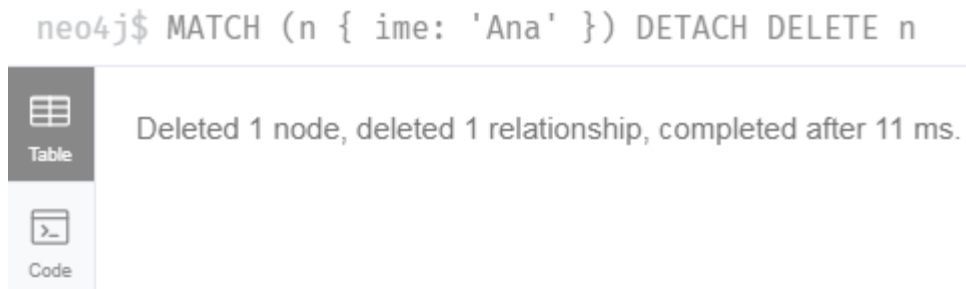 neo4j$ MATCH (n { ime: 'Ana' }) DETACH DELETE n
Table
Deleted 1 node, deleted 1 relationship, completed after 11 ms.
Code